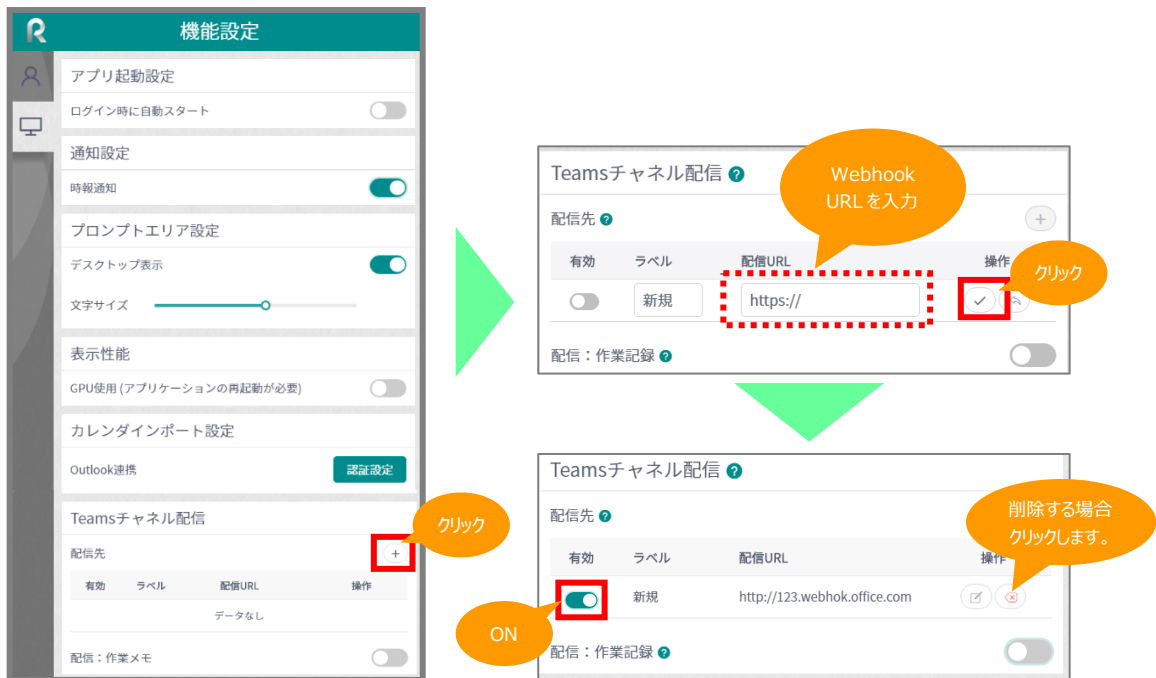 機能設定
アプリ起動設定
ログイン時に自動スタート
通知設定
時報通知
プロンプトエリア設定
デスクトップ表示
文字サイズ
表示性能
GPU使用 (アプリケーションの再起動が必要)
カレンダインポート設定
Outlook連携 認証設定
Teamsチャネル配信
クリック
配信先 +
有効 ラベル 配信URL 操作
データなし
配信：作業メモ
Teamsチャネル配信 ?
Webhook
URLを入力
配信先 ? +
有効 ラベル 配信URL 操作
クリック
新規 https://
配信：作業記録 ?
Teamsチャネル配信 ?
削除する場合
クリックします。
配信先 ?
有効 ラベル 配信URL 操作
新規 http://123.webhok.office.com
ON
配信：作業記録 ?